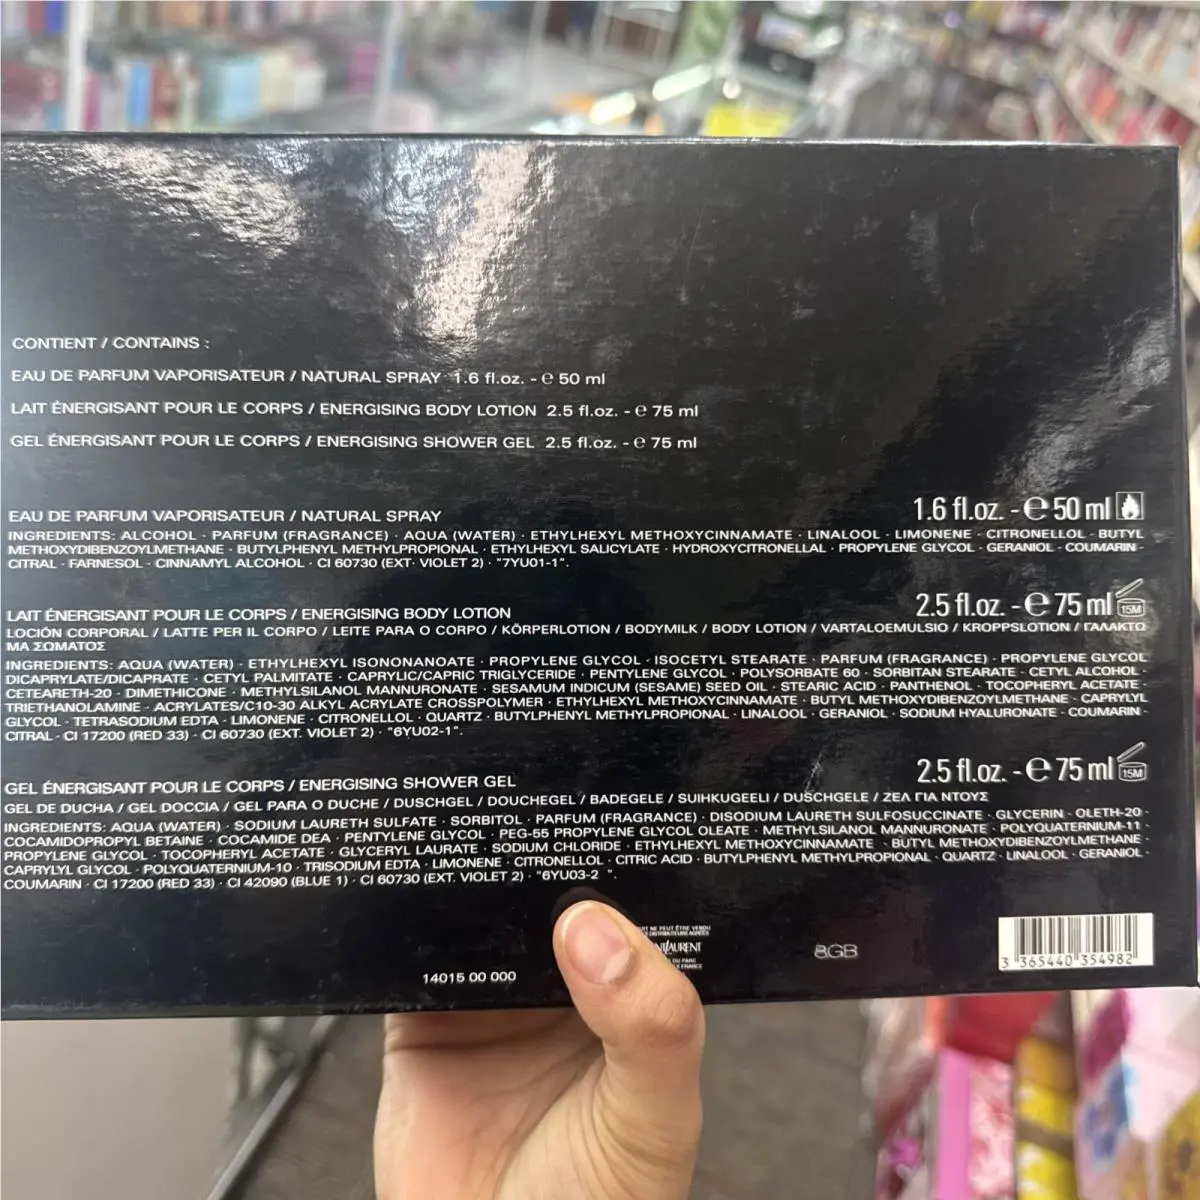 CONTIENT / CONTAINS :
EAU DE PARFUM VAPORISATEUR / NATURAL SPRAY 1.6 fl.oz. - ℮ 50 ml
LAIT ÉNERGISANT POUR LE CORPS / ENERGISING BODY LOTION 2.5 fl.oz. - ℮ 75 ml
GEL ÉNERGISANT POUR LE CORPS / ENERGISING SHOWER GEL 2.5 fl.oz. - ℮ 75 ml
EAU DE PARFUM VAPORISATEUR / NATURAL SPRAY 1.6 fl.oz. - ℮ 50 ml
INGREDIENTS: ALCOHOL · PARFUM (FRAGRANCE) · AQUA (WATER) · ETHYLHEXYL METHOXYCINNAMATE · LINALOOL · LIMONENE · CITRONELLOL · BUTYL
METHOXYDIBENZOYLMETHANE · BUTYLPHENYL METHYLPROPIONAL · ETHYLHEXYL SALICYLATE · HYDROXYCITRONELLAL · PROPYLENE GLYCOL · GERANIOL · COUMARIN ·
CITRAL · FARNESOL · CINNAMYL ALCOHOL · CI 60730 (EXT· VIOLET 2) · "7YU01-1".
LAIT ÉNERGISANT POUR LE CORPS / ENERGISING BODY LOTION 2.5 fl.oz. - ℮ 75 ml 15M
LOCIÓN CORPORAL / LATTE PER IL CORPO / LEITE PARA O CORPO / KÖRPERLOTION / BODYMILK / BODY LOTION / VARTALOEMULSIO / KROPPSLOTION / ΓΑΛΑΚΤΩ
ΜΑ ΣΩΜΑΤΟΣ
INGREDIENTS: AQUA (WATER) · ETHYLHEXYL ISONONANOATE · PROPYLENE GLYCOL · ISOCETYL STEARATE · PARFUM (FRAGRANCE) · PROPYLENE GLYCOL
DICAPRYLATE/DICAPRATE · CETYL PALMITATE · CAPRYLIC/CAPRIC TRIGLYCERIDE · PENTYLENE GLYCOL · POLYSORBATE 60 · SORBITAN STEARATE · CETYL ALCOHOL ·
CETEARETH-20 · DIMETHICONE · METHYLSILANOL MANNURONATE · SESAMUM INDICUM (SESAME) SEED OIL · STEARIC ACID · PANTHENOL · TOCOPHERYL ACETATE ·
TRIETHANOLAMINE · ACRYLATES/C10-30 ALKYL ACRYLATE CROSSPOLYMER · ETHYLHEXYL METHOXYCINNAMATE · BUTYL METHOXYDIBENZOYLMETHANE · CAPRYLYL
GLYCOL · TETRASODIUM EDTA · LIMONENE · CITRONELLOL · QUARTZ · BUTYLPHENYL METHYLPROPIONAL · LINALOOL · GERANIOL · SODIUM HYALURONATE · COUMARIN ·
CITRAL · CI 17200 (RED 33) · CI 60730 (EXT. VIOLET 2) · "6YU02-1".
GEL ÉNERGISANT POUR LE CORPS / ENERGISING SHOWER GEL 2.5 fl.oz. - ℮ 75 ml 15M
GEL DE DUCHA / GEL DOCCIA / GEL PARA O DUCHE / DUSCHGEL / DOUCHEGEL / BADEGELE / SUIHKUGEELI / DUSCHGELE / ΖΕΛ ΓΙΑ ΝΤΟΥΣ
INGREDIENTS: AQUA (WATER) · SODIUM LAURETH SULFATE · SORBITOL · PARFUM (FRAGRANCE) · DISODIUM LAURETH SULFOSUCCINATE · GLYCERIN · OLETH-20 ·
COCAMIDOPROPYL BETAINE · COCAMIDE DEA · PENTYLENE GLYCOL · PEG-55 PROPYLENE GLYCOL OLEATE · METHYLSILANOL MANNURONATE · POLYQUATERNIUM-11 ·
PROPYLENE GLYCOL · TOCOPHERYL ACETATE · GLYCERYL LAURATE · SODIUM CHLORIDE · ETHYLHEXYL METHOXYCINNAMATE · BUTYL METHOXYDIBENZOYLMETHANE ·
CAPRYLYL GLYCOL · POLYQUATERNIUM-10 · TRISODIUM EDTA · LIMONENE · CITRONELLOL · CITRIC ACID · BUTYLPHENYL METHYLPROPIONAL · QUARTZ · LINALOOL · GERANIOL ·
COUMARIN · CI 17200 (RED 33) · CI 42090 (BLUE 1) · CI 60730 (EXT. VIOLET 2) · "6YU03-2 ".
NE PEUT ÊTRE VENDU
DISTRIBUTEURS AGRÉÉS
LAURENT
DU PARC
FRANCE
14015 00 000
8GB
3 365440 354982